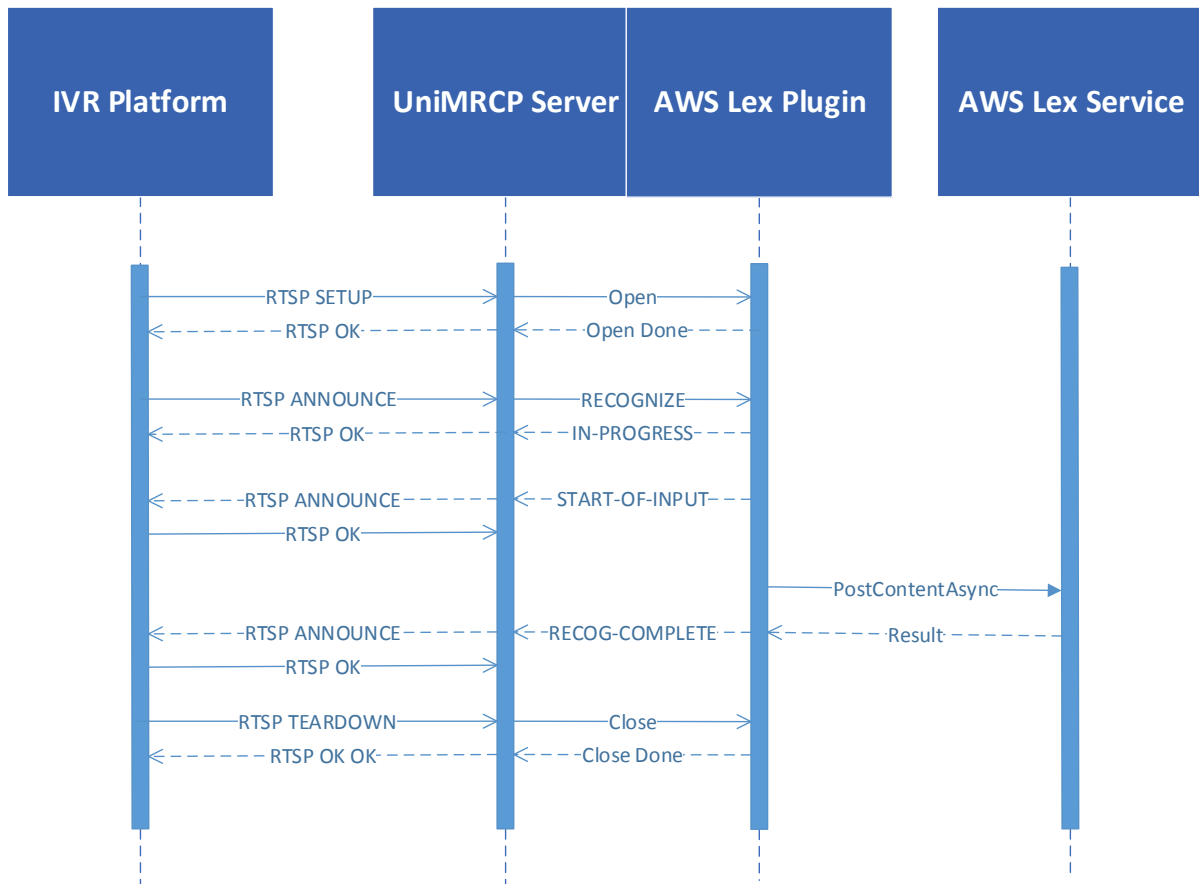 IVR Platform
UniMRCP Server
AWS Lex Plugin
AWS Lex Service
RTSP SETUP
Open
RTSP OK
Open Done
RTSP ANNOUNCE
RECOGNIZE
RTSP OK
IN-PROGRESS
RTSP ANNOUNCE
START-OF-INPUT
RTSP OK
PostContentAsync
RTSP ANNOUNCE
RECOG-COMPLETE
Result
RTSP OK
RTSP TEARDOWN
Close
RTSP OK OK
Close Done